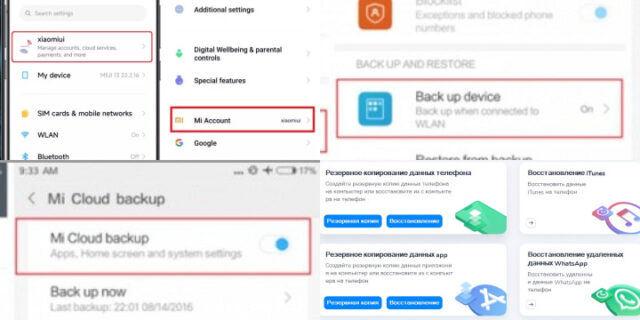 Search settings
xiaomiui
Manage accounts, cloud services,
payments, and more
My device
MIUI 13 22.2.16
SIM cards & mobile networks
WLAN
On
Bluetooth
Off
Additional settings
Digital Wellbeing & parental
controls
Special features
Mi Account
xiaomiui
Google
Blocklist
Exceptions and blocked phone
numbers
BACK UP AND RESTORE
Back up device
Back up when connected to
WLAN
On
Restore from backup
9:33 AM
17%
Mi Cloud backup
Mi Cloud backup
Apps, Home screen and system settings
Back up now
Last backup: 22:01 08/14/2016
Резервное копирование данных телефона
Создайте резервную копию данных телефона
на компьютер или восстановите их с компьюте
ра на телефон
Резервная копия
Восстановление
Восстановление iTunes
Восстановить данные
iTunes на телефон
Резервное копирование данных app
Создайте резервную копию данных приложени
я на компьютер или восстановите их с компью
тера на телефон
Резервная копия
Восстановление
Восстановление удаленных
данных WhatsApp
Восстановить удаленны
е данные WhatsApp